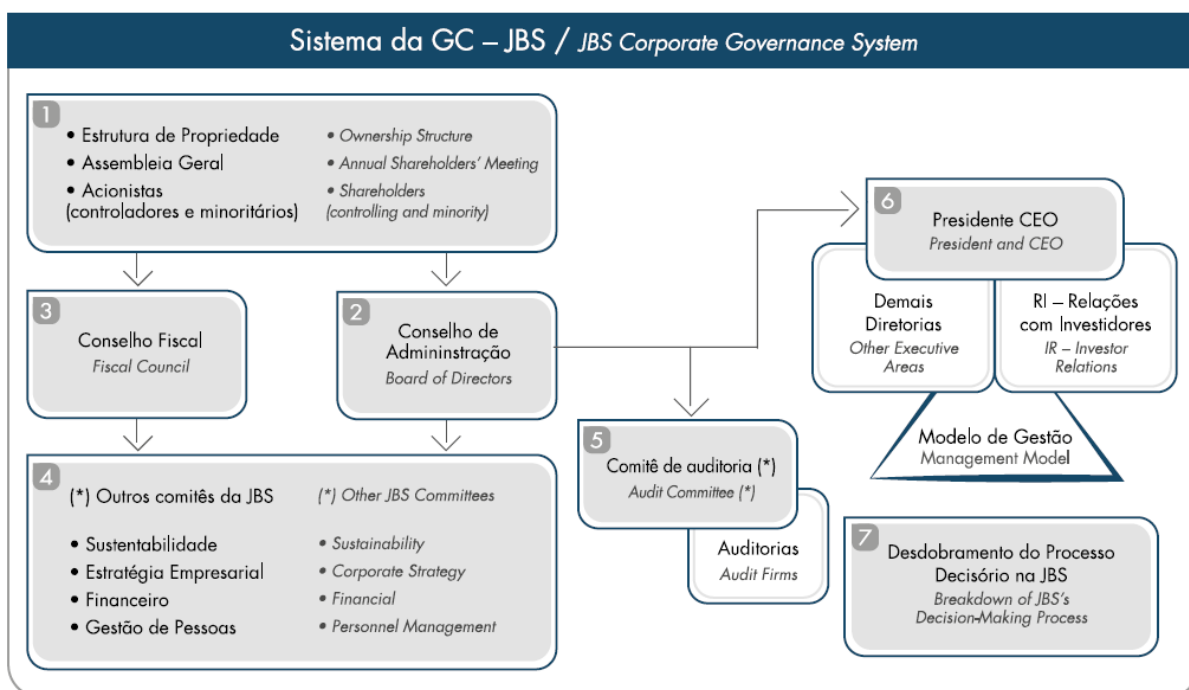 Sistema da GC – JBS / JBS Corporate Governance System
1
• Estrutura de Propriedade
• Assembleia Geral
• Acionistas
(controladores e minoritários)
• Ownership Structure
• Annual Shareholders' Meeting
• Shareholders
(controlling and minority)
3
Conselho Fiscal
Fiscal Council
2
Conselho de
Admininstração
Board of Directors
6
Presidente CEO
President and CEO
Demais
Diretorias
Other Executive
Areas
RI – Relações
com Investidores
IR – Investor
Relations
Modelo de Gestão
Management Model
4
(*) Outros comitês da JBS
• Sustentabilidade
• Estratégia Empresarial
• Financeiro
• Gestão de Pessoas
(*) Other JBS Committees
• Sustainability
• Corporate Strategy
• Financial
• Personnel Management
5
Comitê de auditoria (*)
Audit Committee (*)
Auditorias
Audit Firms
7
Desdobramento do Processo
Decisório na JBS
Breakdown of JBS's
Decision-Making Process